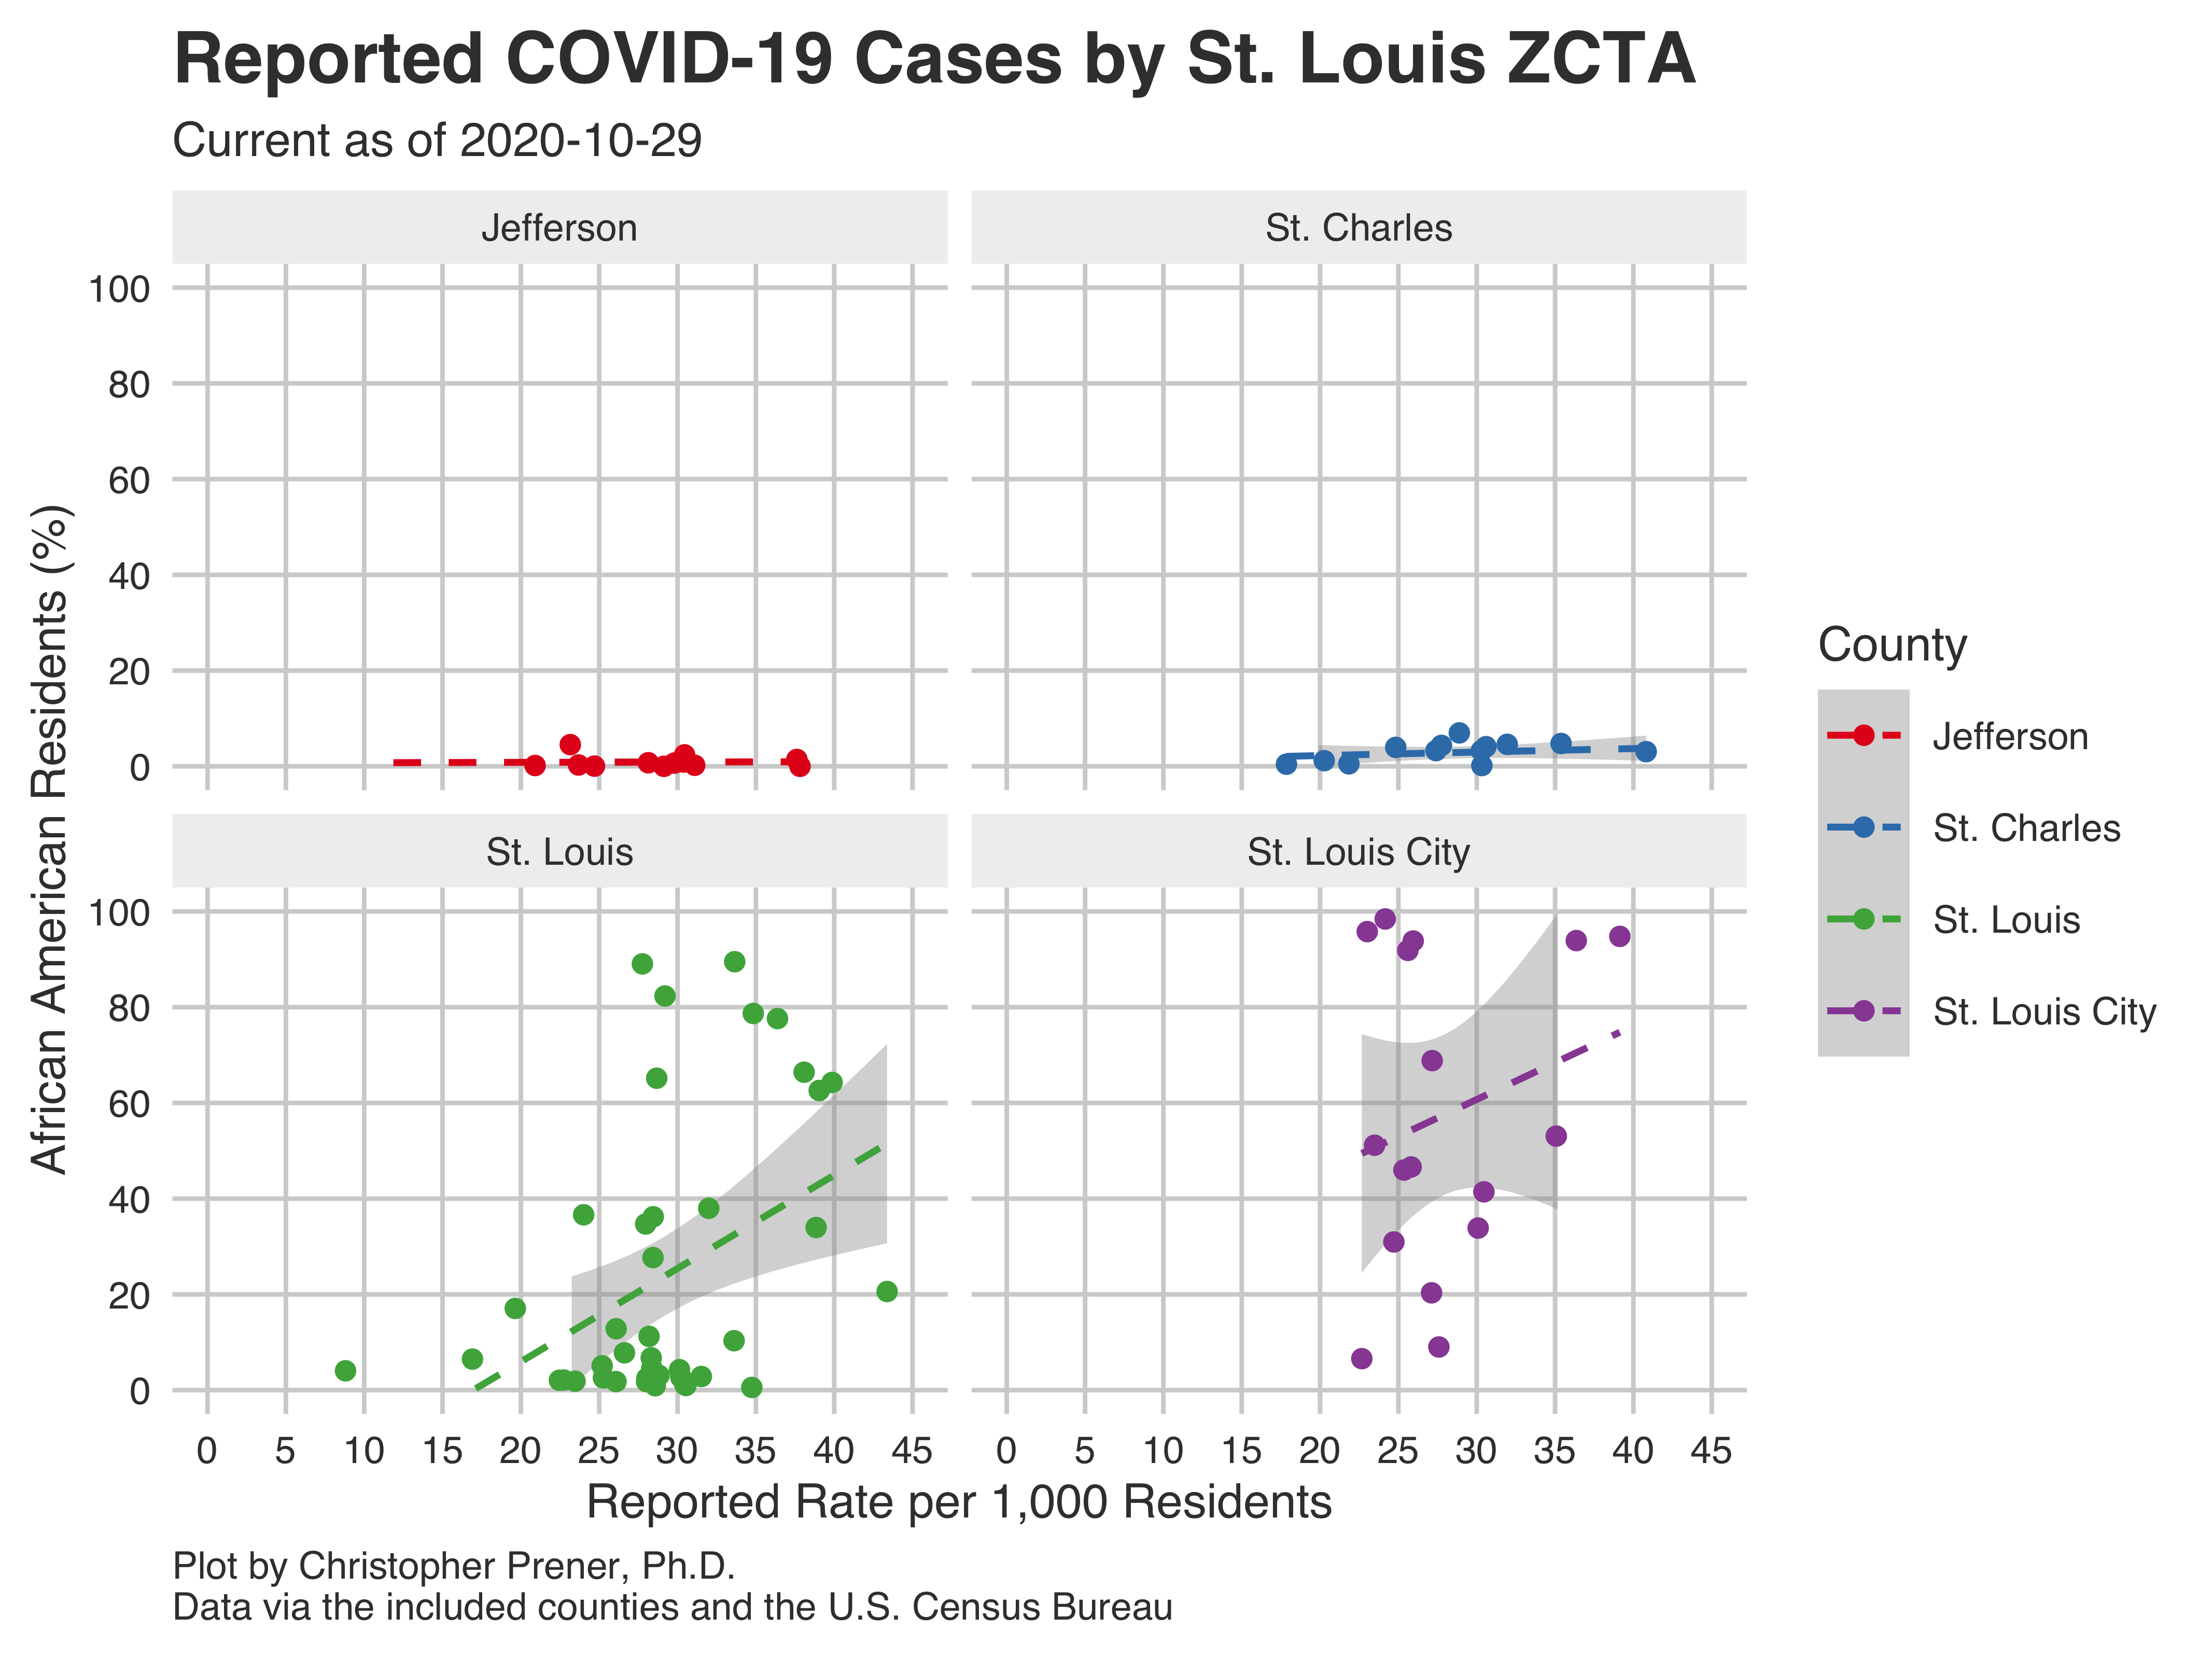 Reported COVID-19 Cases by St. Louis ZCTA
Current as of 2020-10-29
Jefferson
St. Charles
100
80
60
40
20
0
African American Residents (%)
St. Louis
St. Louis City
100
80
60
40
20
0
0 5 10 15 20 25 30 35 40 45
0 5 10 15 20 25 30 35 40 45
Reported Rate per 1,000 Residents
County
Jefferson
St. Charles
St. Louis
St. Louis City
Plot by Christopher Prener, Ph.D.
Data via the included counties and the U.S. Census Bureau